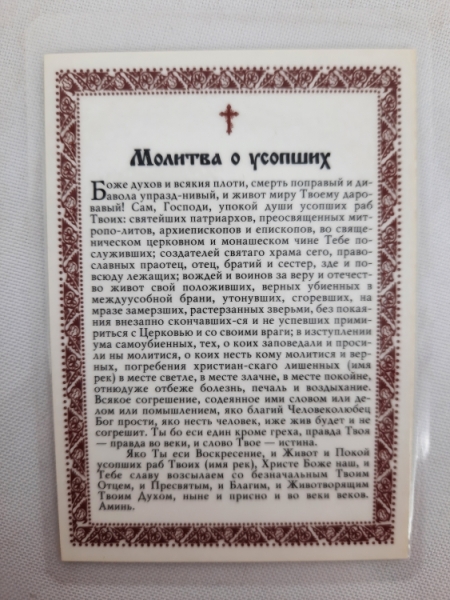 Молитва о усопших
Боже духов и всякия плоти, смерть поправый и ди-
авола упразд-нивый, и живот миру Твоему даро-
вавый! Сам, Господи, упокой души усопших раб
Твоих: святейших патриархов, преосвященных мит-
ропо-литов, архиепископов и епископов, во свяще-
ническом церковном и монашеском чине Тебе по-
служивших; создателей святаго храма сего, право-
славных праотец, отец, братий и сестер, зде и по-
всюду лежащих; вождей и воинов за веру и отечест-
во живот свой положивших, верных убиенных в
междуусобной брани, утонувших, сгоревших, на
мразе замерзших, растерзанных зверьми, без покая-
ния внезапно скончавших-ся и не успевших прими-
риться с Церковью и со своими враги; в изступлении
ума самоубиенных, тех, о коих заповедали и проси-
ли ны молитися, о коих несть кому молитися и вер-
ных, погребения христиан-скаго лишенных (имя
рек) в месте светле, в месте злачне, в месте покойне,
отнюдуже отбеже болезнь, печаль и воздыхание.
Всякое согрешение, содеянное ими словом или де-
лом или помышлением, яко благий Человеколюбец
Бог прости, яко несть человек, иже жив будет и не
согрешит. Ты бо еси един кроме греха, правда Твоя
— правда во веки, и слово Твое — истина.
Яко Ты еси Воскресение, и Живот и Покой
усопших раб Твоих (имя рек), Христе Боже наш, и
Тебе славу возсылаем со безначальным Твоим
Отцем, и Пресвятым, и Благим, и Животворящим
Твоим Духом, ныне и присно и во веки веков.
Аминь.